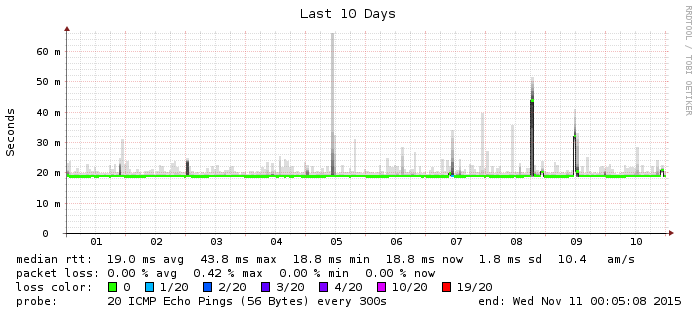 Last 10 Days
RRDTOOL / TOBI OETIKER
Seconds
60 m
50 m
40 m
30 m
20 m
10 m
0
01 02 03 04 05 06 07 08 09 10
median rtt: 19.0 ms avg 43.8 ms max 18.8 ms min 18.8 ms now 1.8 ms sd 10.4 am/s
packet loss: 0.00 % avg 0.42 % max 0.00 % min 0.00 % now
loss color: 0 1/20 2/20 3/20 4/20 10/20 19/20
probe: 20 ICMP Echo Pings (56 Bytes) every 300s end: Wed Nov 11 00:05:08 2015